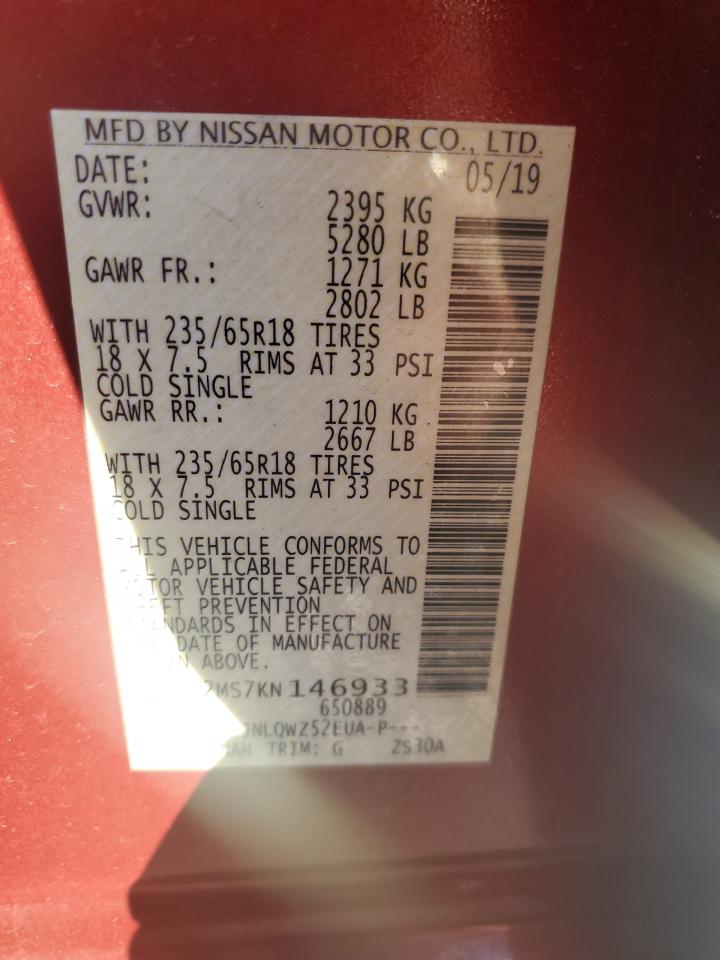 MFD BY NISSAN MOTOR CO., LTD.
DATE: 05/19
GVWR: 2395 KG
5280 LB
GAWR FR.: 1271 KG
2802 LB
WITH 235/65R18 TIRES
18 X 7.5 RIMS AT 33 PSI
COLD SINGLE
GAWR RR.: 1210 KG
2667 LB
WITH 235/65R18 TIRES
18 X 7.5 RIMS AT 33 PSI
COLD SINGLE
VEHICLE CONFORMS TO
APPLICABLE FEDERAL
VEHICLE SAFETY AND
PREVENTION
IN EFFECT ON
DATE OF MANUFACTURE
ABOVE.
MS7KN 146933
650889
JNLQWZ52EUA-P---
TRIM: G ZS30A